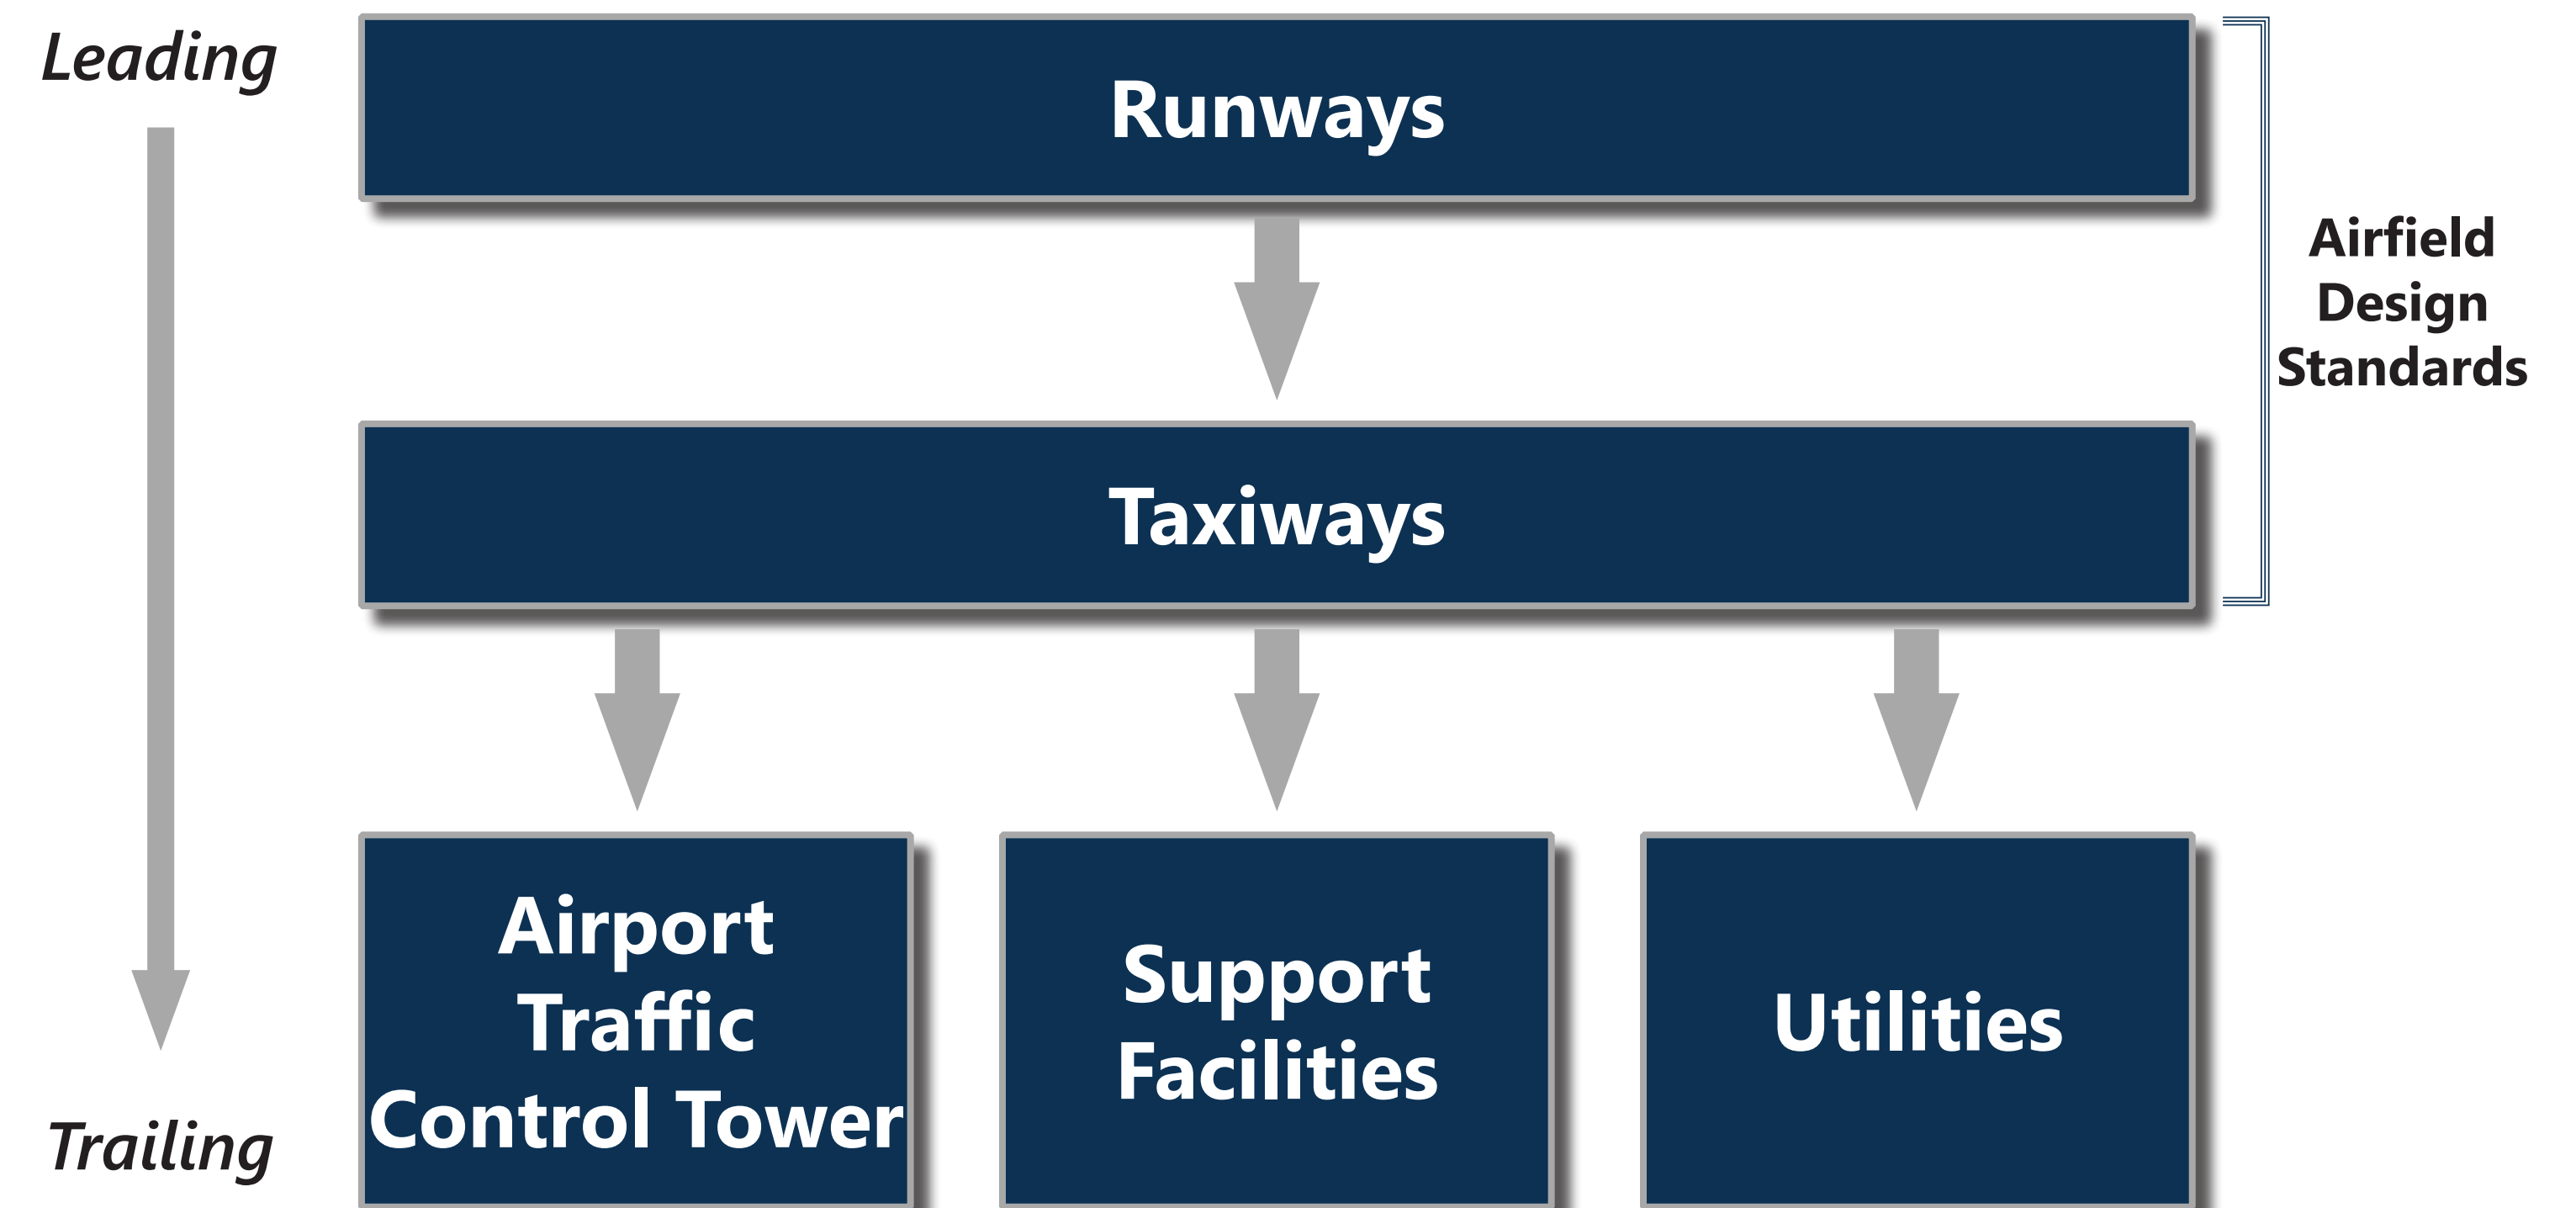 Leading
Runways
Airfield
Design
Standards
Taxiways
Airport
Traffic
Control Tower
Support
Facilities
Utilities
Trailing